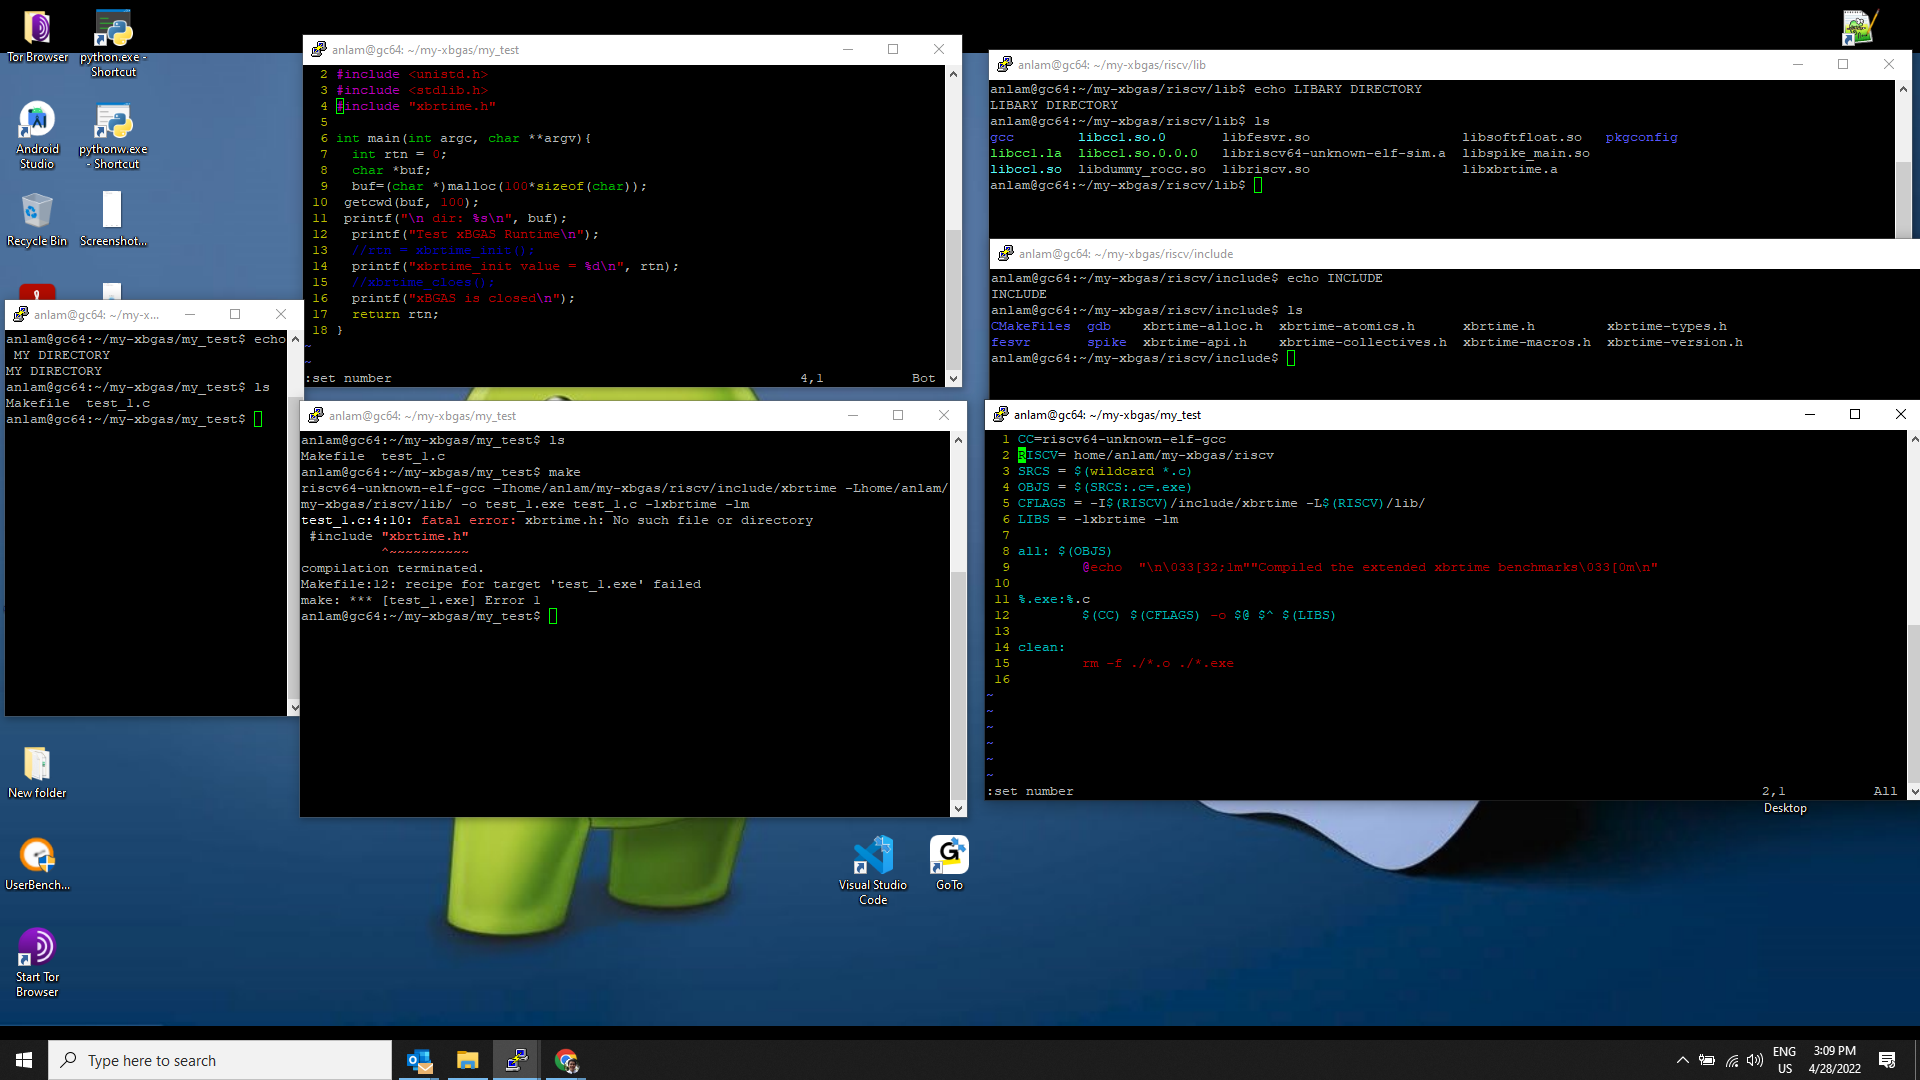 Tor Browser
python.exe -
Shortcut
Android
Studio
pythonw.exe
- Shortcut
Recycle Bin
Screenshot...
anlam@gc64: ~/my-xbgas/my_test
2 #include <unistd.h>
3 #include <stdlib.h>
4 #include "xbrtime.h"
5
6 int main(int argc, char **argv){
7 int rtn = 0;
8 char *buf;
9 buf=(char *)malloc(100*sizeof(char));
10 getcwd(buf, 100);
11 printf("\n dir: %s\n", buf);
12 printf("Test xBGAS Runtime\n");
13 //rtn = xbrtime_init();
14 printf("xbrtime_init value = %d\n", rtn);
15 //xbrtime_cloes();
16 printf("xBGAS is closed\n");
17 return rtn;
18 }
~
~
:set number 4,1 Bot
anlam@gc64: ~/my-xbgas/riscv/lib
anlam@gc64:~/my-xbgas/riscv/lib$ echo LIBARY DIRECTORY
LIBARY DIRECTORY
anlam@gc64:~/my-xbgas/riscv/lib$ ls
gcc libccl.so.0 libfesvr.so libsoftfloat.so pkgconfig
libccl.la libccl.so.0.0.0 libriscv64-unknown-elf-sim.a libspike_main.so
libccl.so libdummy_rocc.so libriscv.so libxbrtime.a
anlam@gc64:~/my-xbgas/riscv/lib$
anlam@gc64: ~/my-xbgas/riscv/include
anlam@gc64:~/my-xbgas/riscv/include$ echo INCLUDE
INCLUDE
anlam@gc64:~/my-xbgas/riscv/include$ ls
CMakeFiles gdb xbrtime-alloc.h xbrtime-atomics.h xbrtime.h xbrtime-types.h
fesvr spike xbrtime-api.h xbrtime-collectives.h xbrtime-macros.h xbrtime-version.h
anlam@gc64:~/my-xbgas/riscv/include$
anlam@gc64: ~/my-x...
anlam@gc64:~/my-xbgas/my_test$ echo
MY DIRECTORY
MY DIRECTORY
anlam@gc64:~/my-xbgas/my_test$ ls
Makefile test_1.c
anlam@gc64:~/my-xbgas/my_test$
anlam@gc64: ~/my-xbgas/my_test
anlam@gc64:~/my-xbgas/my_test$ ls
Makefile test_1.c
anlam@gc64:~/my-xbgas/my_test$ make
riscv64-unknown-elf-gcc -Ihome/anlam/my-xbgas/riscv/include/xbrtime -Lhome/anlam/
my-xbgas/riscv/lib/ -o test_1.exe test_1.c -lxbrtime -lm
test_1.c:4:10: fatal error: xbrtime.h: No such file or directory
#include "xbrtime.h"
^~~~~~~~~~~
compilation terminated.
Makefile:12: recipe for target 'test_1.exe' failed
make: *** [test_1.exe] Error 1
anlam@gc64:~/my-xbgas/my_test$
anlam@gc64: ~/my-xbgas/my_test
1 CC=riscv64-unknown-elf-gcc
2 RISCV= home/anlam/my-xbgas/riscv
3 SRCS = $(wildcard *.c)
4 OBJS = $(SRCS:.c=.exe)
5 CFLAGS = -I$(RISCV)/include/xbrtime -L$(RISCV)/lib/
6 LIBS = -lxbrtime -lm
7
8 all: $(OBJS)
9 @echo "\n\033[32;1m""Compiled the extended xbrtime benchmarks\033[0m\n"
10
11 %.exe:%.c
12 $(CC) $(CFLAGS) -o $@ $^ $(LIBS)
13
14 clean:
15 rm -f ./*.o ./*.exe
16
~
~
~
~
~
~
:set number 2,1 All
Desktop
New folder
UserBench...
Start Tor
Browser
Visual Studio
Code
GoTo
Type here to search
ENG
US
3:09 PM
4/28/2022